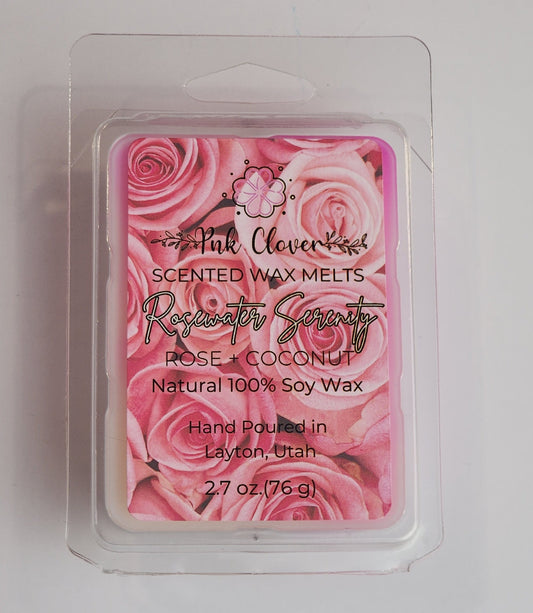 Pnk Clover
SCENTED WAX MELTS
Rosewater Serenity
ROSE + COCONUT
Natural 100% Soy Wax
Hand Poured in
Layton, Utah
2.7 oz.(76 g)